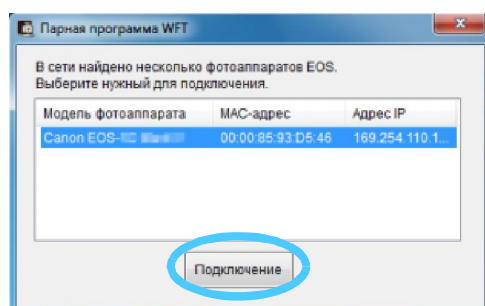 Парная программа WFT
В сети найдено несколько фотоаппаратов EOS.
Выберите нужный для подключения.
Модель фотоаппарата MAC-адрес Адрес IP
Canon EOS- 00:00:85:93:D5:46 169.254.110.1...
Подключение